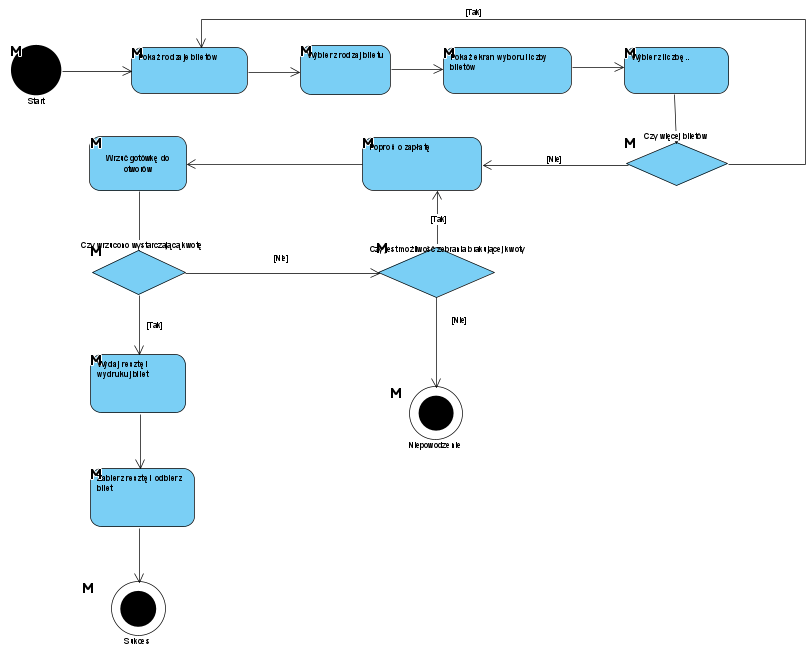 [Tak]
M
M
M
M
M
Pokaż rodzaje biletów
Wybierz rodzaj biletu
Pokaż ekran wyboru liczby
biletów
Wybierz liczbę...
Start
M
M
M
Czy więcej biletów
Wrzuć gotówkę do
otworów
Poproś o zapłatę
[Nie]
[Tak]
Czy wrzucono wystarczającą kwotę
M
M
Czy jest możliwość zebrania brakującej kwoty
[Nie]
[Tak]
[Nie]
M
Wydaj resztę i
wydrukuj bilet
M
Niepowodzenie
M
Zabierz resztę i odbierz
bilet
M
Sukces